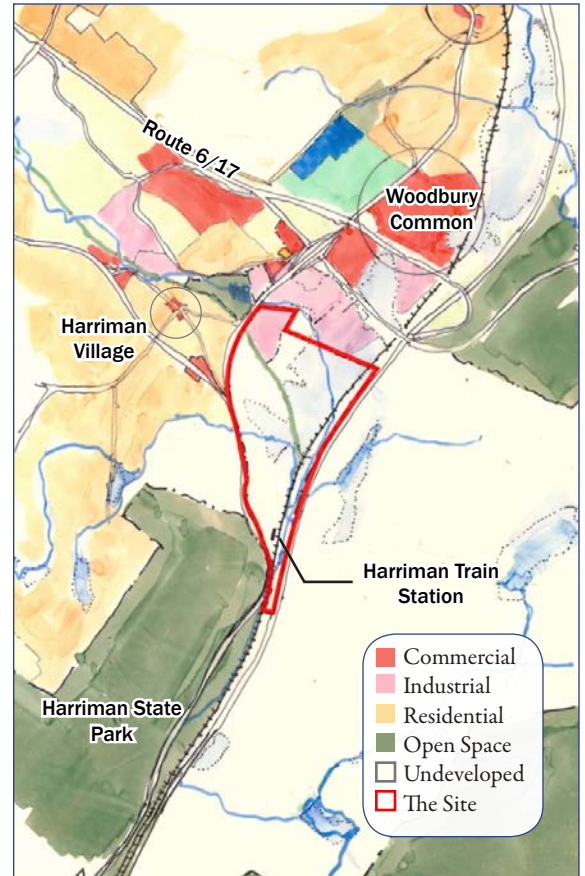 Route 6/17
Woodbury
Common
Harriman
Village
Harriman Train
Station
Harriman State
Park
Commercial
Industrial
Residential
Open Space
Undeveloped
The Site